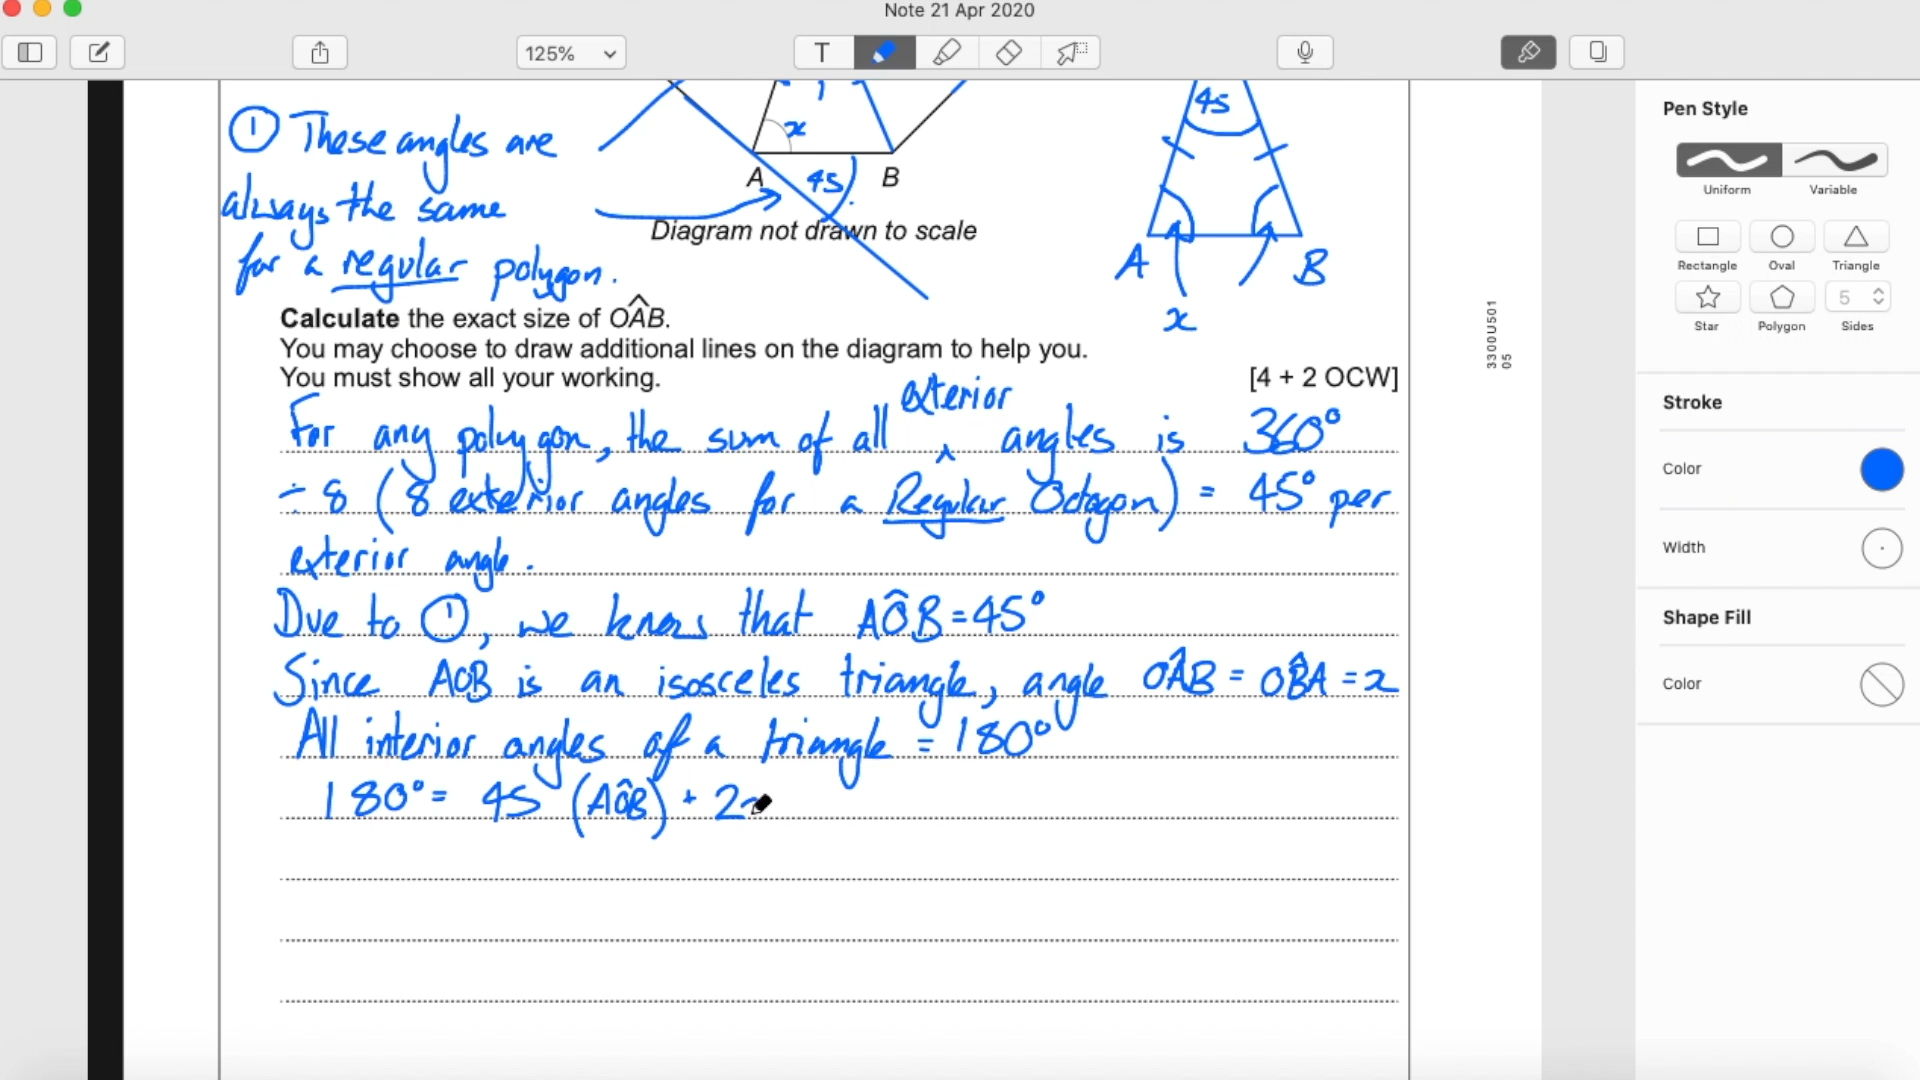 Note 21 Apr 2020
125%
T
Pen Style
Uniform
Variable
Rectangle
Oval
Triangle
5
Star
Polygon
Sides
Stroke
Color
Width
Shape Fill
Color
① These angles are
always the same
for a regular polygon.
x
A
45
B
Diagram not drawn to scale
45
A
B
x
Calculate the exact size of OÂB.
You may choose to draw additional lines on the diagram to help you.
You must show all your working.
[4 + 2 OCW]
3300U501
05
For any polygon, the sum of all exterior angles is 360°
÷ 8 (8 exterior angles for a Regular Octogon) = 45° per
exterior angle.
Due to ①, we know that AÔB = 45°
Since AOB is an isosceles triangle, angle OÂB = OB̂A = x
All interior angles of a triangle = 180°
180° = 45 (AÔB) + 2